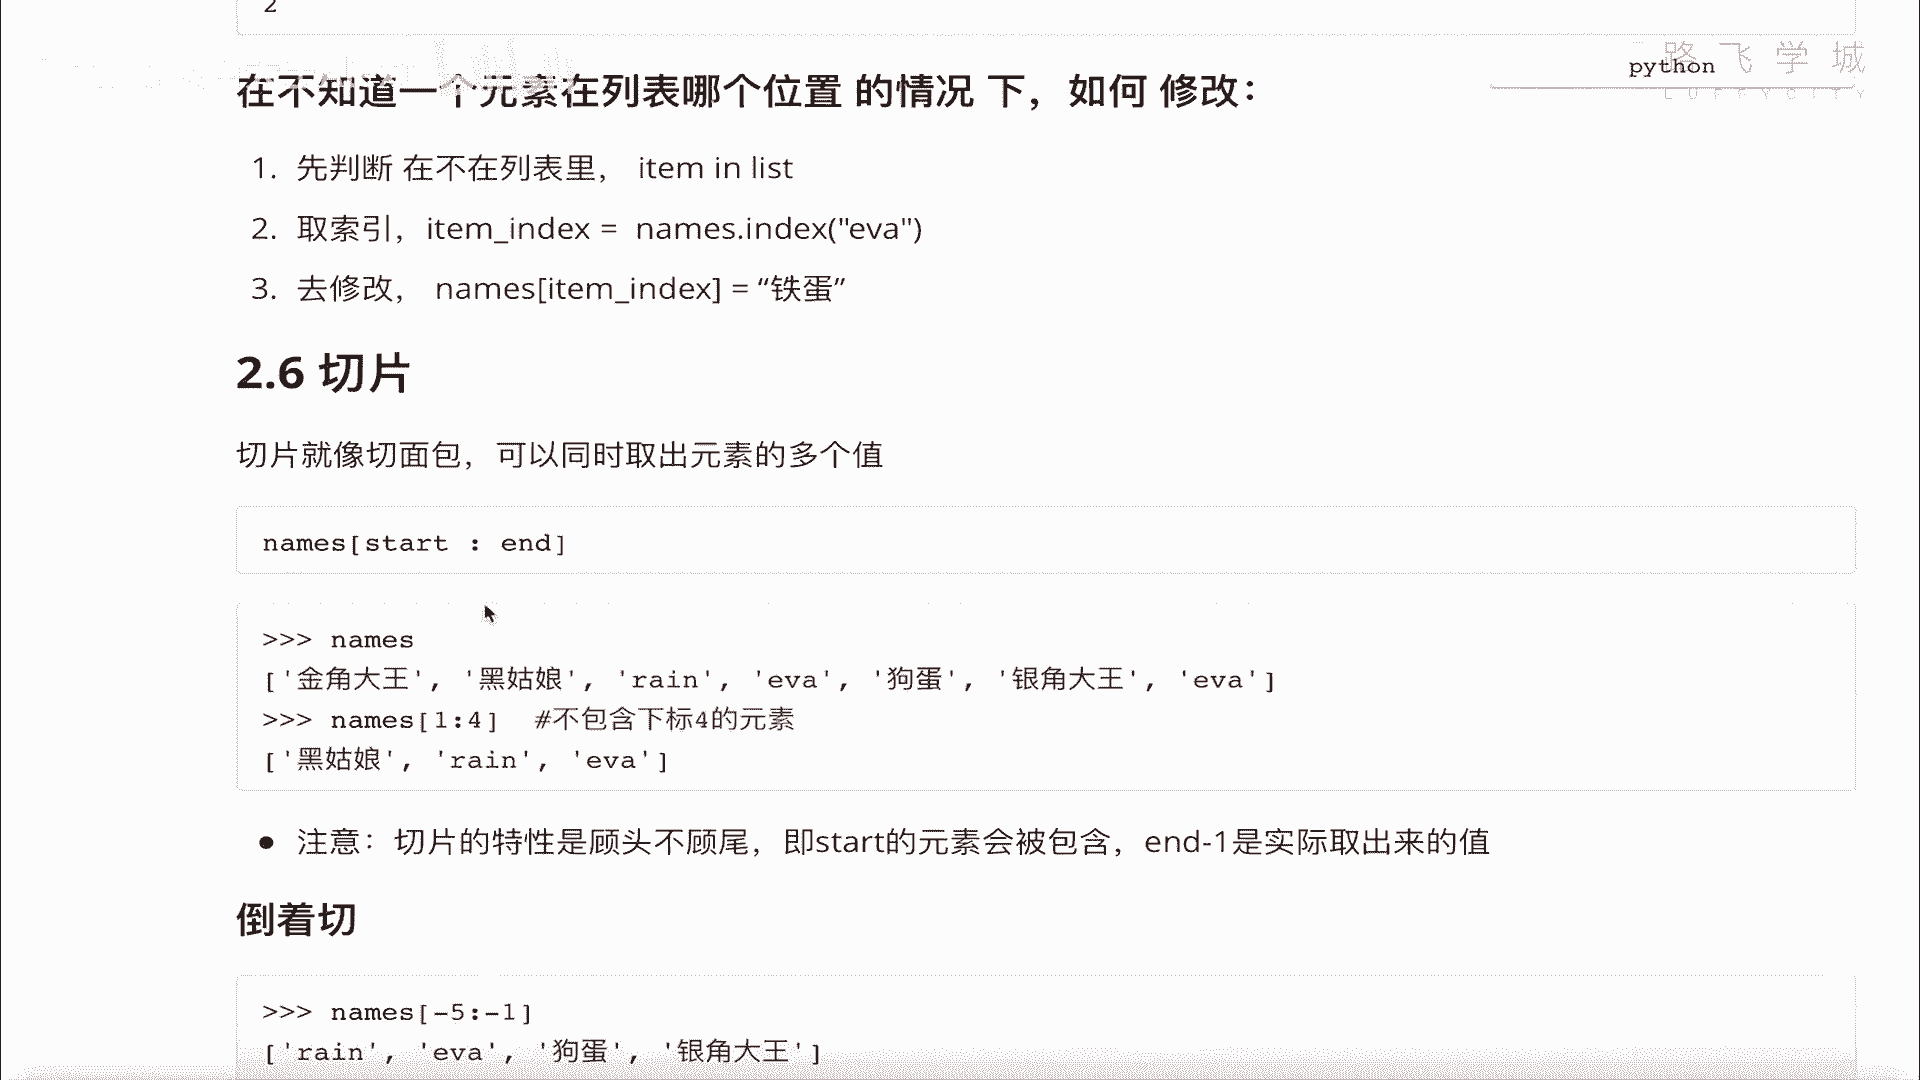 2
路飞学城
python
LUFFYCITY
在不知道一个元素在列表哪个位置 的情况 下，如何 修改：
1. 先判断 在不在列表里， item in list
2. 取索引，item_index = names.index("eva")
3. 去修改， names[item_index] = “铁蛋”
2.6 切片
切片就像切面包，可以同时取出元素的多个值
names[start : end]
>>> names
['金角大王', '黑姑娘', 'rain', 'eva', '狗蛋', '银角大王', 'eva']
>>> names[1:4]  #不包含下标4的元素
['黑姑娘', 'rain', 'eva']
● 注意：切片的特性是顾头不顾尾，即start的元素会被包含，end-1是实际取出来的值
倒着切
>>> names[-5:-1]
['rain', 'eva', '狗蛋', '银角大王']